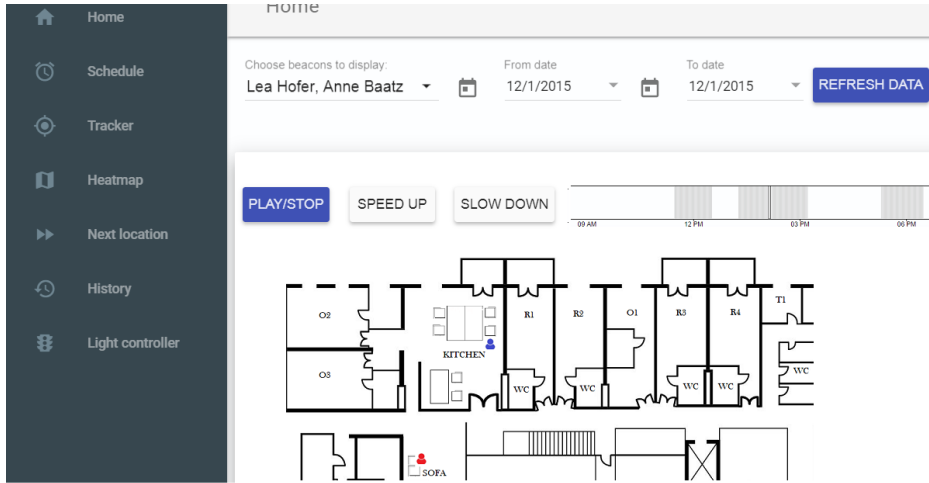 Home
Home
Schedule
Tracker
Heatmap
Next location
History
Light controller
Choose beacons to display:
Lea Hofer, Anne Baatz
From date
12/1/2015
To date
12/1/2015
REFRESH DATA
PLAY/STOP
SPEED UP
SLOW DOWN
09 AM
12 PM
03 PM
06 PM
O2
R1
R2
O1
R3
R4
T1
KITCHEN
O3
WC
WC
WC
WC
WC
SOFA